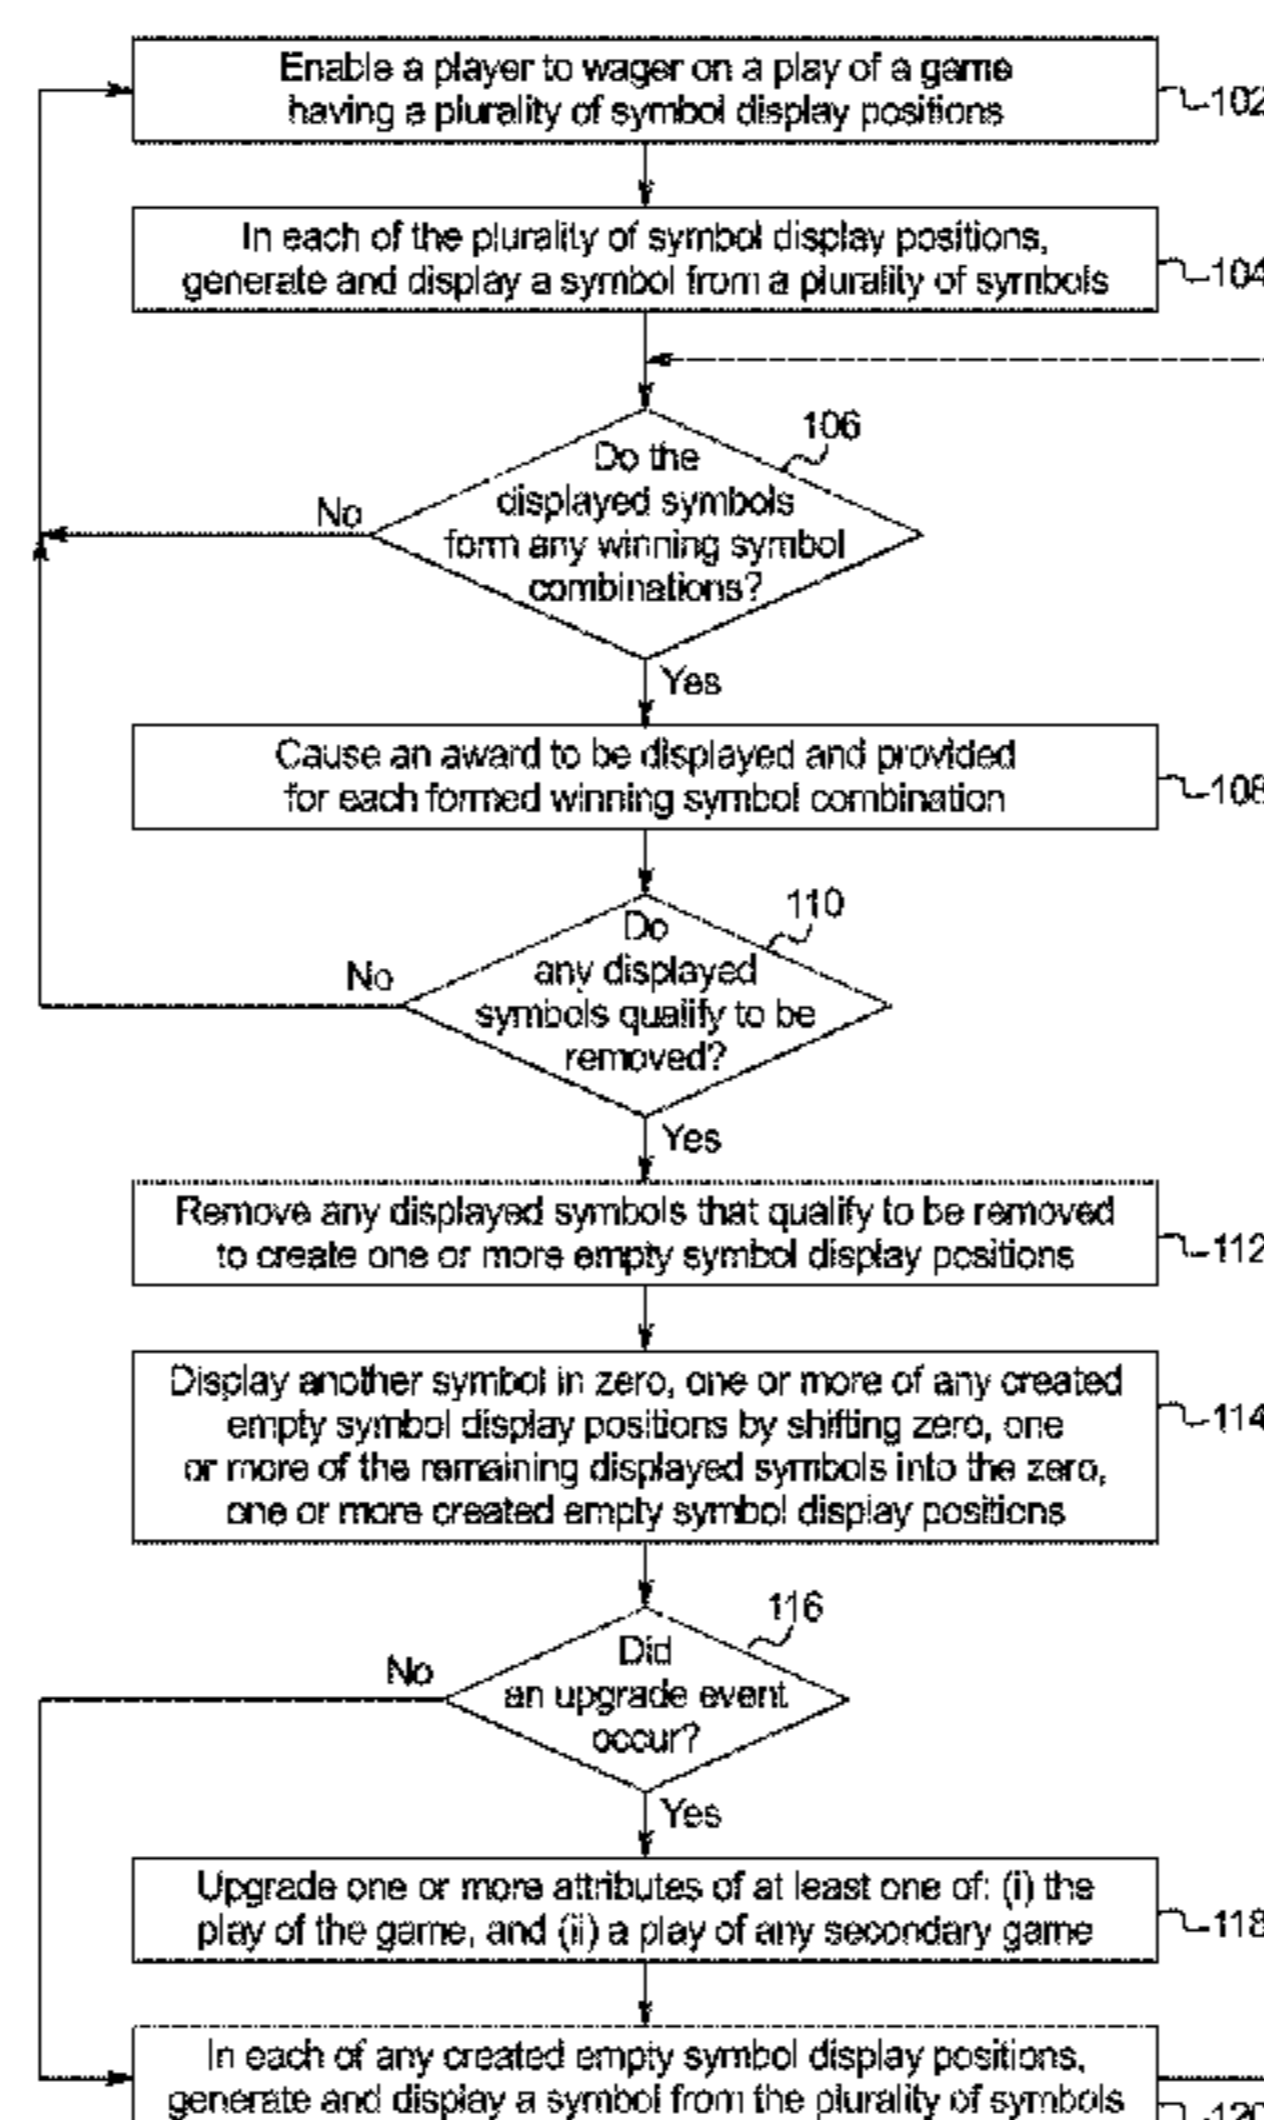 Enable a player to wager on a play of a game
having a plurality of symbol display positions
102
In each of the plurality of symbol display positions,
generate and display a symbol from a plurality of symbols
104
106
Do the
displayed symbols
form any winning symbol
combinations?
No
Yes
Cause an award to be displayed and provided
for each formed winning symbol combination
108
110
Do
any displayed
symbols qualify to be
removed?
No
Yes
Remove any displayed symbols that qualify to be removed
to create one or more empty symbol display positions
112
Display another symbol in zero, one or more of any created
empty symbol display positions by shifting zero, one
or more of the remaining displayed symbols into the zero,
one or more created empty symbol display positions
114
116
Did
an upgrade event
occur?
No
Yes
Upgrade one or more attributes of at least one of: (i) the
play of the game, and (ii) a play of any secondary game
118
In each of any created empty symbol display positions,
generate and display a symbol from the plurality of symbols
120